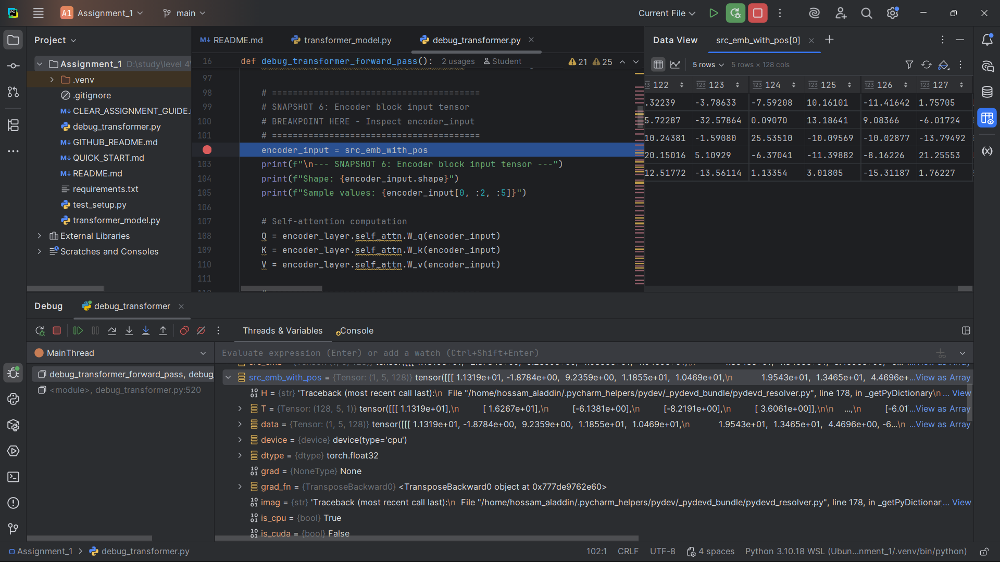 A1 Assignment_1 main Current File
Project
Assignment_1 D:\study\level 4\
.venv
.gitignore
CLEAR_ASSIGNMENT_GUIDE.
debug_transformer.py
GITHUB_README.md
QUICK_START.md
README.md
requirements.txt
test_setup.py
transformer_model.py
External Libraries
Scratches and Consoles
README.md transformer_model.py debug_transformer.py
16 def debug_transformer_forward_pass(): 2 usages Student 21 25
97
98 # ========================================
99 # SNAPSHOT 6: Encoder block input tensor
100 # BREAKPOINT HERE - Inspect encoder_input
101 # ========================================
encoder_input = src_emb_with_pos
103 print(f"\n--- SNAPSHOT 6: Encoder block input tensor ---")
104 print(f"Shape: {encoder_input.shape}")
105 print(f"Sample values: {encoder_input[0, :2, :5]}")
106
107 # Self-attention computation
108 Q = encoder_layer.self_attn.W_q(encoder_input)
109 K = encoder_layer.self_attn.W_k(encoder_input)
110 V = encoder_layer.self_attn.W_v(encoder_input)
111
Data View src_emb_with_pos[0]
5 rows 5 rows × 128 cols
122 123 124 125 126 127
.32239 -3.78633 -7.59208 10.16101 -11.41642 1.75705
5.72287 -32.57864 0.09070 13.18641 9.08366 -6.01724
10.24381 -1.59080 25.53510 -10.09569 -10.02877 -13.79492
20.15016 5.10929 -6.37041 -11.39882 -8.16226 21.25553
12.51772 -13.56114 1.13354 3.01805 -15.31187 1.76227
Debug debug_transformer
Threads & Variables Console
MainThread
debug_transformer_forward_pass, debug_
<module>, debug_transformer.py:520
Evaluate expression (Enter) or add a watch (Ctrl+Shift+Enter)
src_emb_with_pos = {Tensor: (1, 5, 128)} tensor([[[ 1.1319e+01, -1.8784e+00, 9.2359e+00, 1.1855e+01, 1.0469e+01,\n 1.9543e+01, 1.3465e+01, 4.4696e+...View as Array
H = {str} 'Traceback (most recent call last):\n File "/home/hossam_aladdin/.pycharm_helpers/pydev/_pydevd_bundle/pydevd_resolver.py", line 178, in _getPyDictionary\n ... View
T = {Tensor: (128, 5, 1)} tensor([[[ 1.1319e+01],\n [ 1.6267e+01],\n [-6.1381e+00],\n [-8.2191e+00],\n [ 3.6061e+00]],\n\n ...,\n [-6.01...View as Array
data = {Tensor: (1, 5, 128)} tensor([[[ 1.1319e+01, -1.8784e+00, 9.2359e+00, 1.1855e+01, 1.0469e+01,\n 1.9543e+01, 1.3465e+01, 4.4696e+00, -6...\n ...View as Array
device = {device} device(type='cpu')
dtype = {dtype} torch.float32
grad = {NoneType} None
grad_fn = {TransposeBackward0} <TransposeBackward0 object at 0x777de9762e60>
imag = {str} 'Traceback (most recent call last):\n File "/home/hossam_aladdin/.pycharm_helpers/pydev/_pydevd_bundle/pydevd_resolver.py", line 178, in _getPyDictionar... View
is_cpu = {bool} True
is_cuda = {bool} False
Assignment_1 > debug_transformer.py 102:1 CRLF UTF-8 4 spaces Python 3.10.18 WSL (Ubun...nment_1/.venv/bin/python)